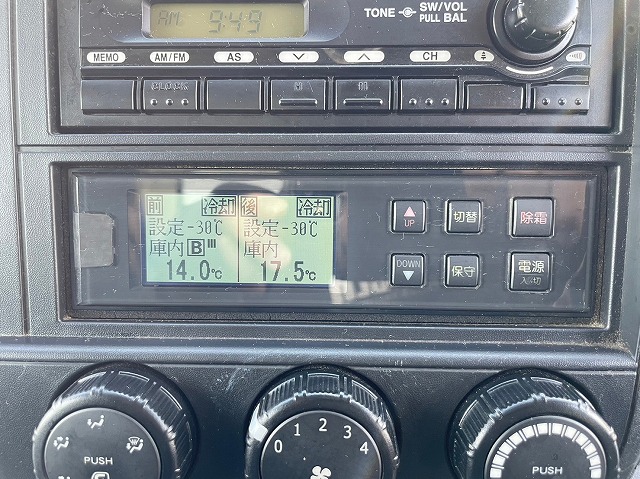 AM 9:49
TONE SW/VOL
PULL BAL
MEMO AM/FM AS CH
CLOCK
前 冷却 後 冷却
設定-30℃ 設定-30℃
庫内B 庫内
14.0℃ 17.5℃
UP 切替 除霜
DOWN 保守 電源
入/切
PUSH
0 1 2 3 4
PUSH